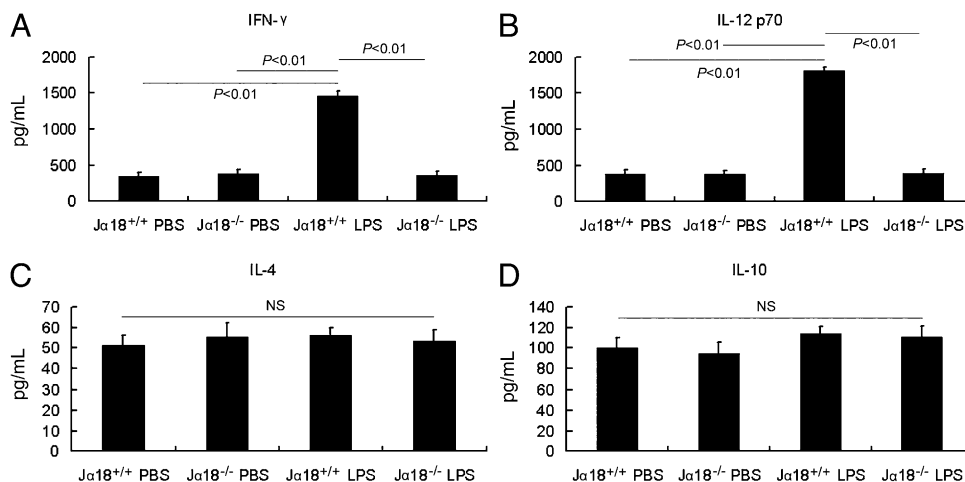 A
IFN-γ
P<0.01
P<0.01
P<0.01
pg/mL
2000
1500
1000
500
0
Jα18+/+ PBS
Jα18-/- PBS
Jα18+/+ LPS
Jα18-/- LPS
B
IL-12 p70
P<0.01
P<0.01
P<0.01
pg/mL
2000
1500
1000
500
0
Jα18+/+ PBS
Jα18-/- PBS
Jα18+/+ LPS
Jα18-/- LPS
C
IL-4
NS
pg/mL
70
60
50
40
30
20
10
0
Jα18+/+ PBS
Jα18-/- PBS
Jα18+/+ LPS
Jα18-/- LPS
D
IL-10
NS
pg/mL
140
120
100
80
60
40
20
0
Jα18+/+ PBS
Jα18-/- PBS
Jα18+/+ LPS
Jα18-/- LPS